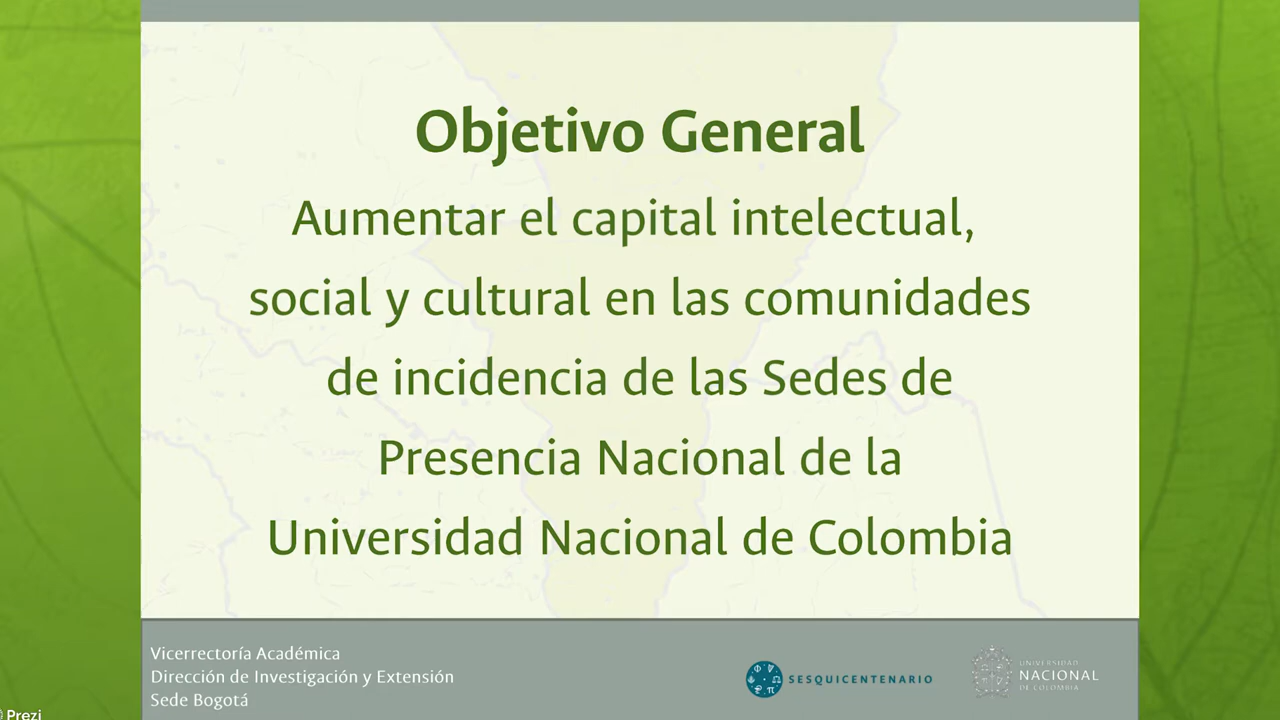 Objetivo General
Aumentar el capital intelectual,
social y cultural en las comunidades
de incidencia de las Sedes de
Presencia Nacional de la
Universidad Nacional de Colombia
Vicerrectoría Académica
Dirección de Investigación y Extensión
Sede Bogotá
SESQUICENTENARIO
UNIVERSIDAD
NACIONAL
DE COLOMBIA
Prezi